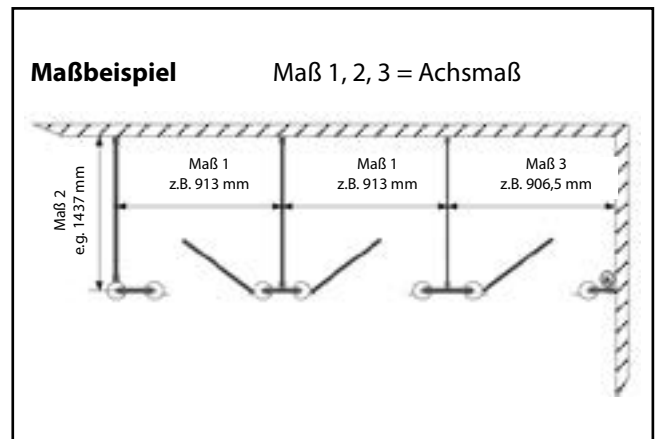 Maßbeispiel Maß 1, 2, 3 = Achsmaß
Maß 1
z.B. 913 mm
Maß 1
z.B. 913 mm
Maß 3
z.B. 906,5 mm
Maß 2
e.g. 1437 mm